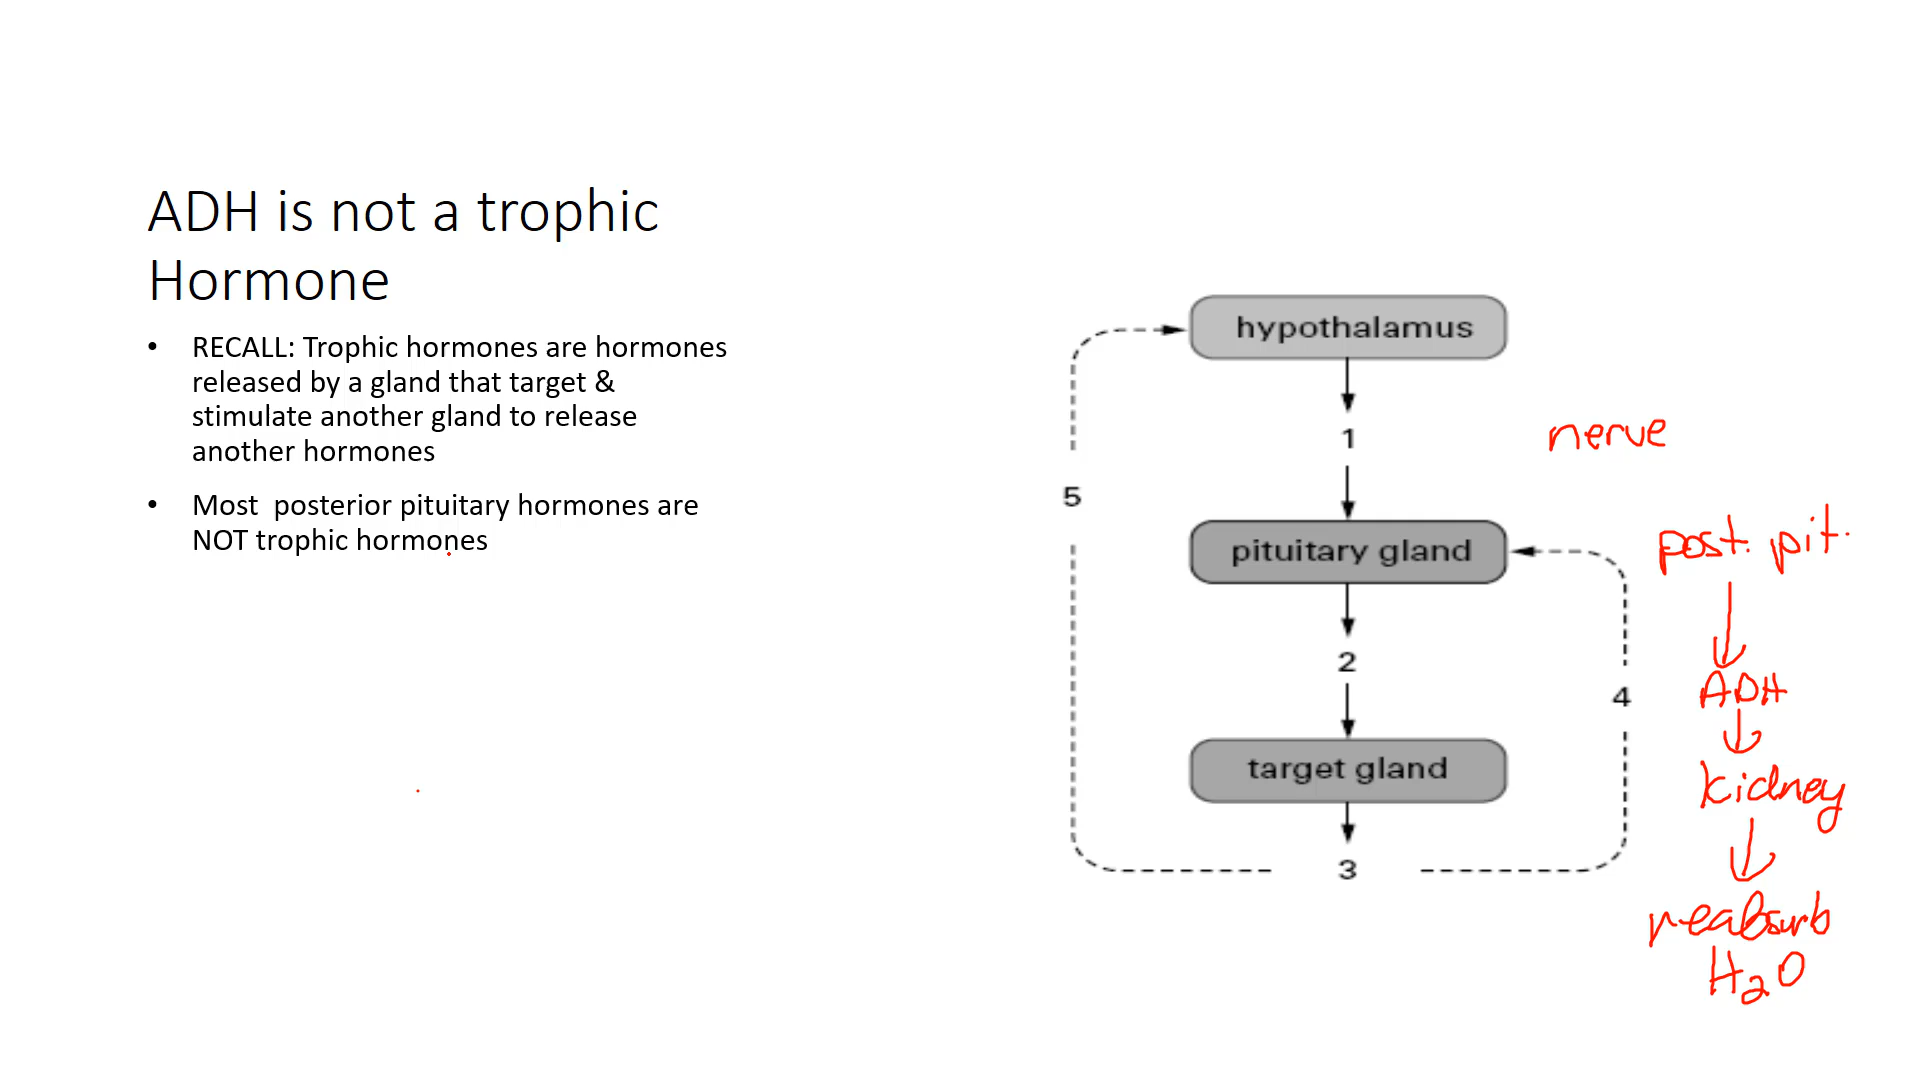 ADH is not a trophic
Hormone
• RECALL: Trophic hormones are hormones
released by a gland that target &
stimulate another gland to release
another hormones
• Most posterior pituitary hormones are
NOT trophic hormones
hypothalamus
1
nerve
5
pituitary gland
post. pit.
2
4
ADH
target gland
kidney
3
reabsurb
H2O